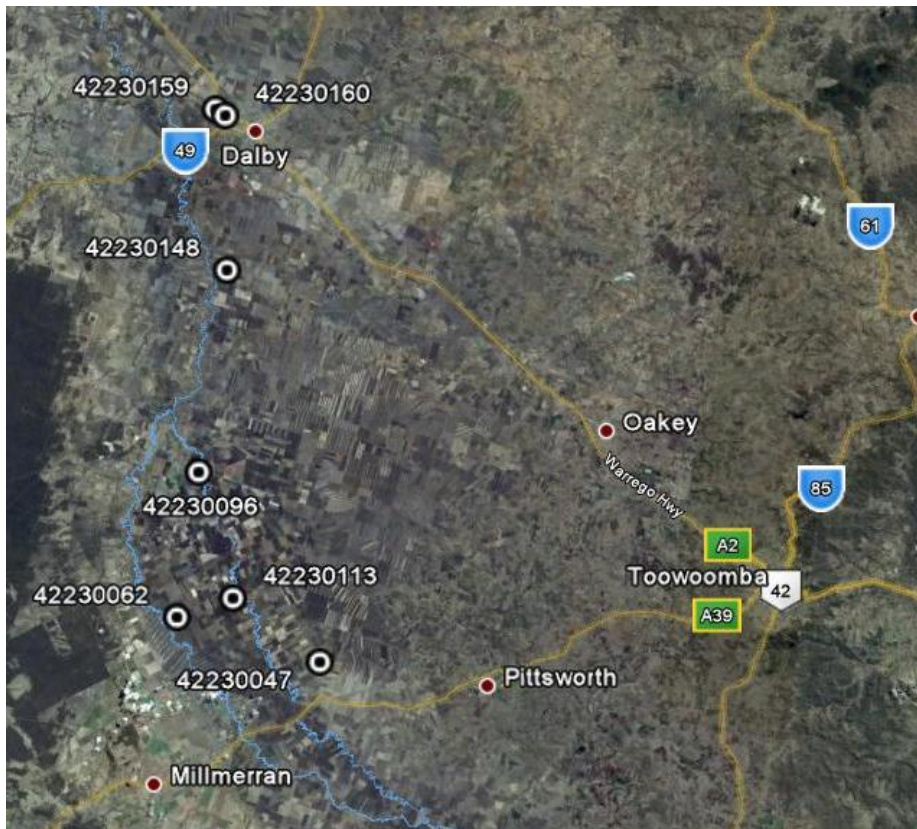 42230159
42230160
49
Dalby
61
42230148
Oakey
Warrego Hwy
42230096
85
A2
42230113
Toowoomba
42
42230062
A39
42230047
Pittsworth
Millmerran